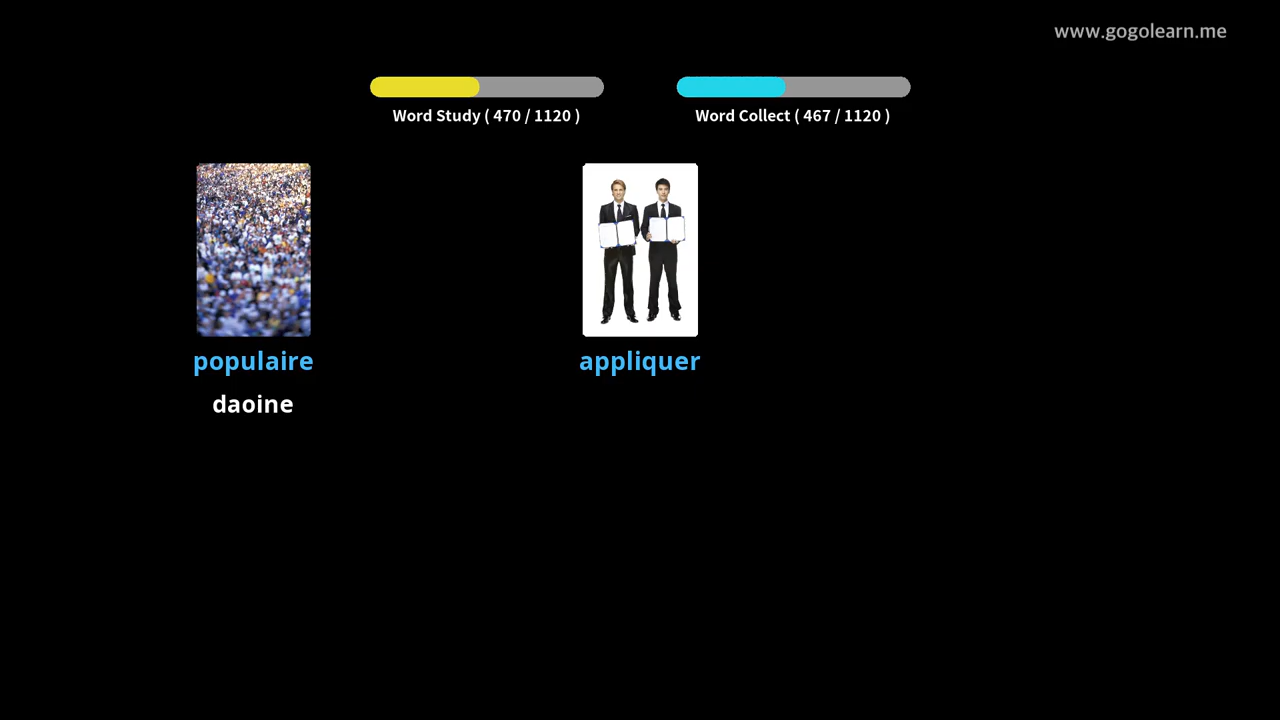 www.gogolearn.me
Word Study ( 470 / 1120 )
Word Collect ( 467 / 1120 )
populaire
appliquer
daoine